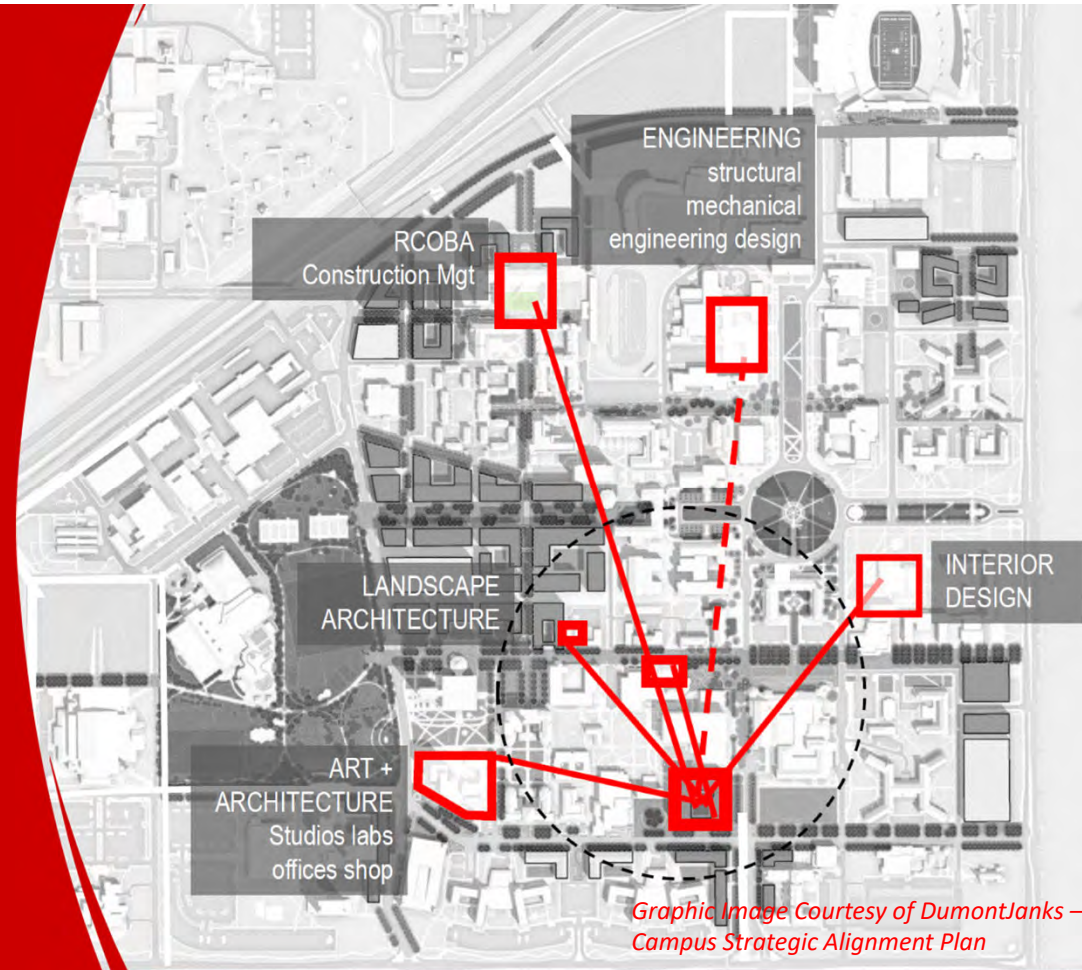 ENGINEERING
structural
mechanical
engineering design
RCOBA
Construction Mgt
LANDSCAPE
ARCHITECTURE
INTERIOR
DESIGN
ART +
ARCHITECTURE
Studios labs
offices shop
Graphic Image Courtesy of DumontJanks –
Campus Strategic Alignment Plan